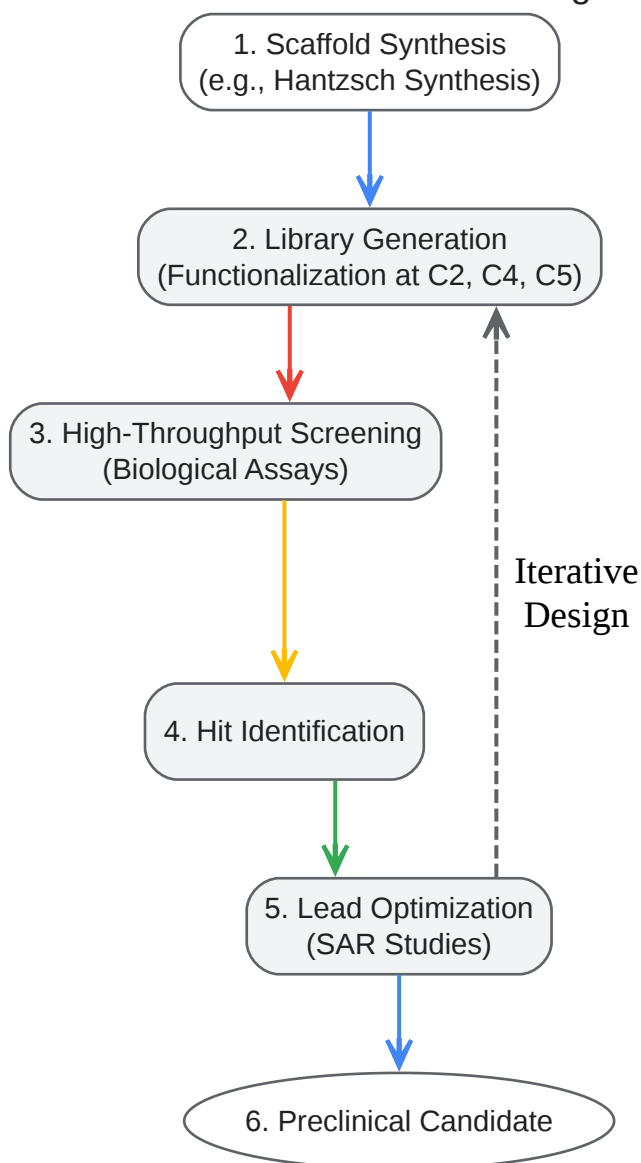 1. Scaffold Synthesis
(e.g., Hantzsch Synthesis)
2. Library Generation
(Functionalization at C2, C4, C5)
3. High-Throughput Screening
(Biological Assays)
Iterative
Design
4. Hit Identification
5. Lead Optimization
(SAR Studies)
6. Preclinical Candidate